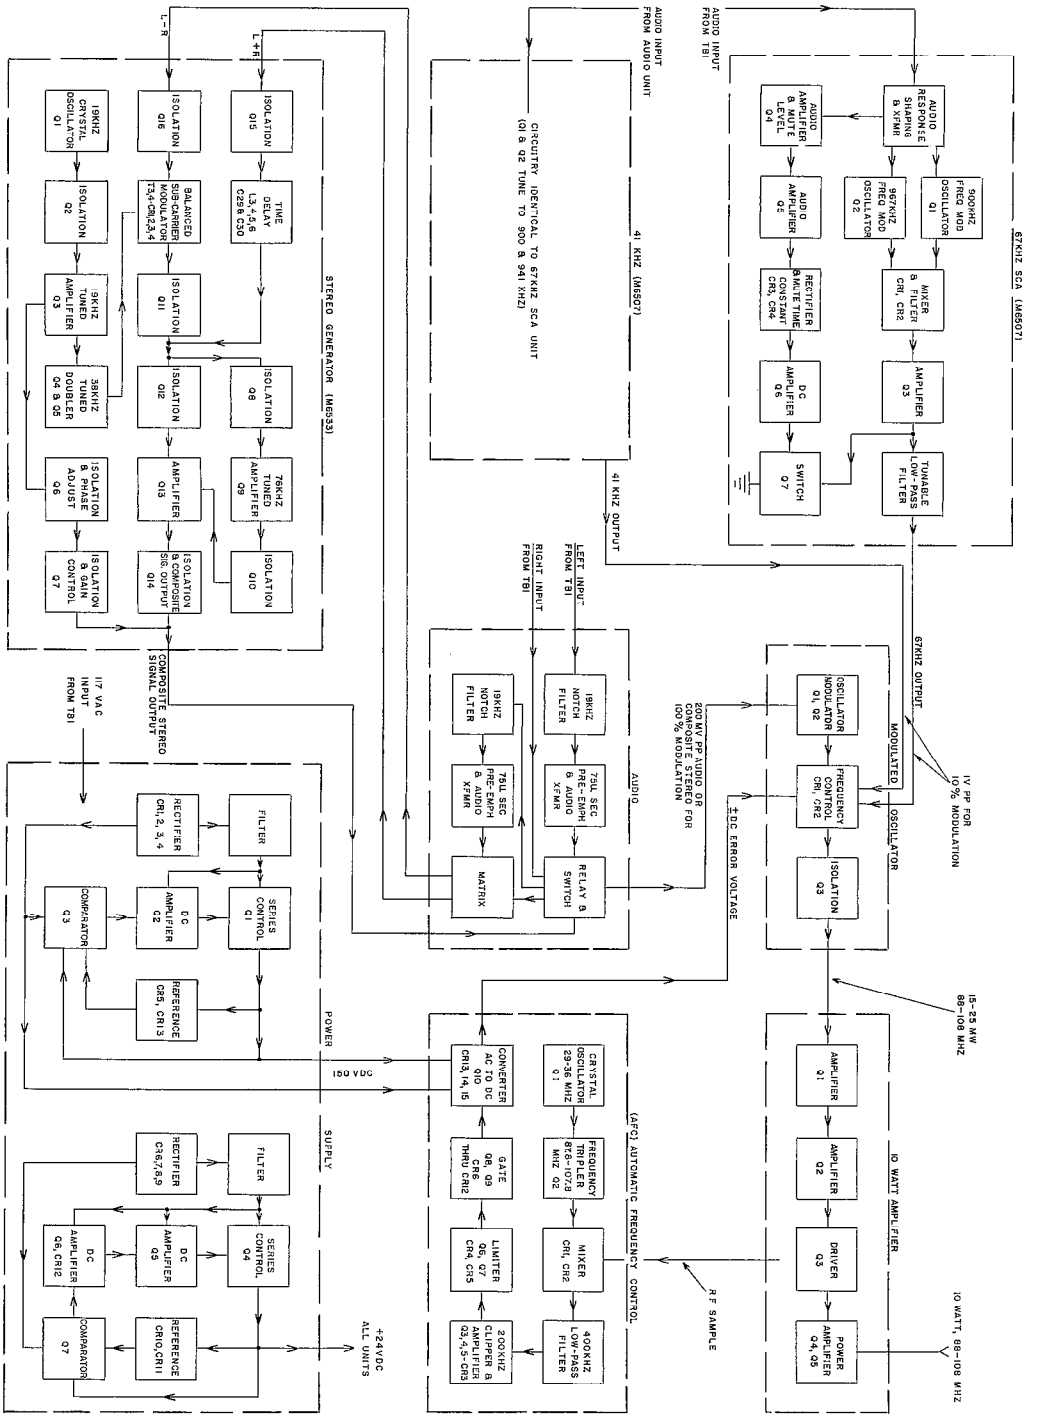 AUDIO INPUT
FROM TB1
67KHZ SCA (M6507)
AUDIO
RESPONSE
SHAPING
& XFMR
900KHZ
FREQ MOD
OSCILLATOR
Q1
967KHZ
FREQ MOD
OSCILLATOR
Q2
MIXER
& FILTER
CR1, CR2
AMPLIFIER
Q3
TUNABLE
LOW-PASS
FILTER
AUDIO
AMPLIFIER
& MUTE
LEVEL
Q4
AUDIO
AMPLIFIER
Q5
RECTIFIER
& MUTE TIME
CONSTANT
CR3, CR4
DC
AMPLIFIER
Q6
SWITCH
Q7
67KHZ OUTPUT
1V PP FOR
10% MODULATION
MODULATED OSCILLATOR
OSCILLATOR
MODULATOR
Q1, Q2
FREQUENCY
CONTROL
CR1, CR2
ISOLATION
Q3
15-25 MW
88-108 MHZ
10 WATT AMPLIFIER
AMPLIFIER
Q1
AMPLIFIER
Q2
DRIVER
Q3
POWER
AMPLIFIER
Q4, Q5
10 WATT, 88-108 MHZ
AUDIO INPUT
FROM AUDIO UNIT
41 KHZ (M6507)
CIRCUITRY IDENTICAL TO 67KHZ SCA UNIT
(Q1 & Q2 TUNE TO 900 & 941 KHZ)
41 KHZ OUTPUT
LEFT INPUT
FROM TB1
RIGHT INPUT
FROM TB1
200 MV PP AUDIO OR
COMPOSITE STEREO FOR
100% MODULATION
± DC ERROR VOLTAGE
AUDIO
19KHZ
NOTCH
FILTER
75µ SEC
PRE-EMPH
& AUDIO
XFMR
RELAY &
SWITCH
19KHZ
NOTCH
FILTER
75µ SEC
PRE-EMPH
& AUDIO
XFMR
MATRIX
RF SAMPLE
(AFC) AUTOMATIC FREQUENCY CONTROL
CRYSTAL
OSCILLATOR
29-36 MHZ
Q1
FREQUENCY
TRIPLER
87.8-107.8
MHZ Q2
MIXER
CR1, CR2
400KHZ
LOW-PASS
FILTER
CONVERTER
AC TO DC
Q10
CR13, 14, 15
GATE
Q8, Q9
CR6
THRU CR12
LIMITER
Q6, Q7
CR4, CR5
200KHZ
CLIPPER &
AMPLIFIER
Q3,4,5-CR3
L-R
L+R
STEREO GENERATOR (M6533)
ISOLATION
Q15
TIME
DELAY
L3, 4, 5, 6
C29 & C30
ISOLATION
Q8
76KHZ
TUNED
AMPLIFIER
Q9
ISOLATION
Q10
ISOLATION
Q16
BALANCED
SUB-CARRIER
MODULATOR
T3,4-CR1,2,3,4
ISOLATION
Q11
ISOLATION
Q12
AMPLIFIER
Q13
ISOLATION
& COMPOSITE
SIG. OUTPUT
Q14
19KHZ
CRYSTAL
OSCILLATOR
Q1
ISOLATION
Q2
19KHZ
TUNED
AMPLIFIER
Q3
38KHZ
TUNED
DOUBLER
Q4 & Q5
ISOLATION
& PHASE
ADJUST
Q6
ISOLATION
& GAIN
CONTROL
Q7
COMPOSITE STEREO
SIGNAL OUTPUT
117 VAC
INPUT
FROM TB1
POWER SUPPLY
150 VDC
FILTER
SERIES
CONTROL
Q1
RECTIFIER
CR1, 2, 3, 4
DC
AMPLIFIER
Q2
REFERENCE
CR5, CR13
COMPARATOR
Q3
FILTER
SERIES
CONTROL
Q4
RECTIFIER
CR6,7,8,9
DC
AMPLIFIER
Q5
REFERENCE
CR10, CR11
DC
AMPLIFIER
Q6, CR12
COMPARATOR
Q7
+24VDC
ALL UNITS